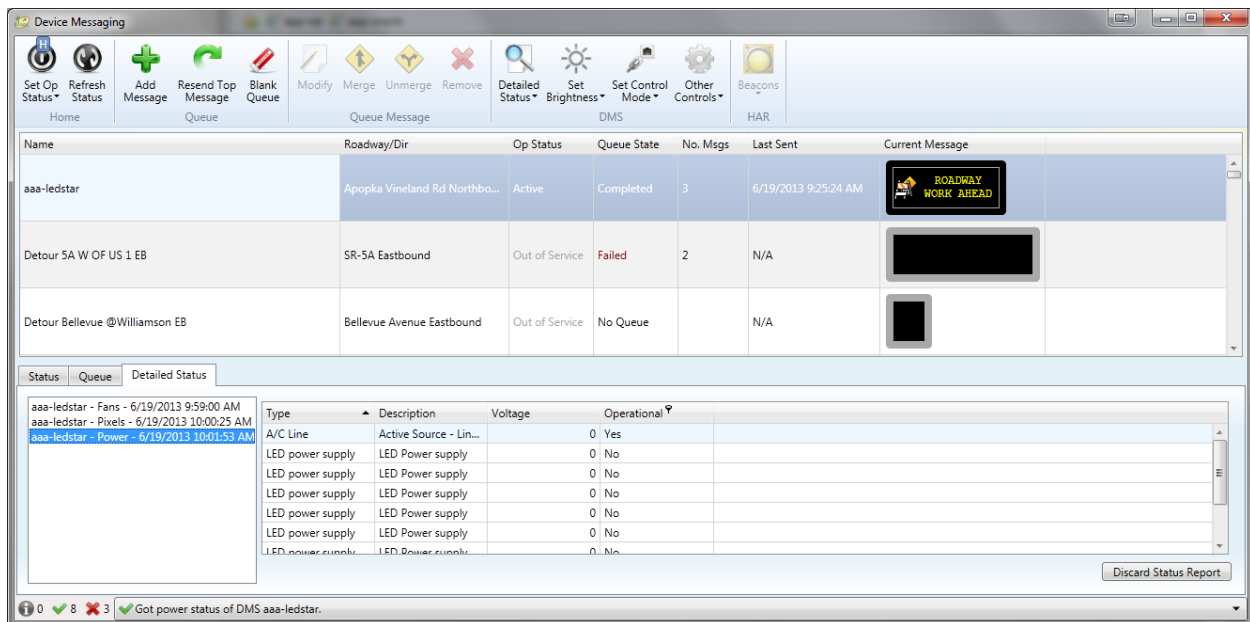 Device Messaging
H
Set Op Status
Refresh Status
Add Message
Resend Top Message
Blank Queue
Modify
Merge
Unmerge
Remove
Detailed Status
Set Brightness
Set Control Mode
Other Controls
Beacons
Home
Queue
Queue Message
DMS
HAR
Name Roadway/Dir Op Status Queue State No. Msgs Last Sent Current Message
aaa-ledstar Apopka Vineland Rd Northbo... Active Completed 3 6/19/2013 9:25:24 AM
ROADWAY
WORK AHEAD
Detour 5A W OF US 1 EB SR-5A Eastbound Out of Service Failed 2 N/A
Detour Bellevue @Williamson EB Bellevue Avenue Eastbound Out of Service No Queue N/A
Status Queue Detailed Status
aaa-ledstar - Fans - 6/19/2013 9:59:00 AM
aaa-ledstar - Pixels - 6/19/2013 10:00:25 AM
aaa-ledstar - Power - 6/19/2013 10:01:53 AM
Type Description Voltage Operational
A/C Line Active Source - Lin... 0 Yes
LED power supply LED Power supply 0 No
LED power supply LED Power supply 0 No
LED power supply LED Power supply 0 No
LED power supply LED Power supply 0 No
LED power supply LED Power supply 0 No
LED power supply LED Power supply 0 No
Discard Status Report
0 8 3 Got power status of DMS aaa-ledstar.